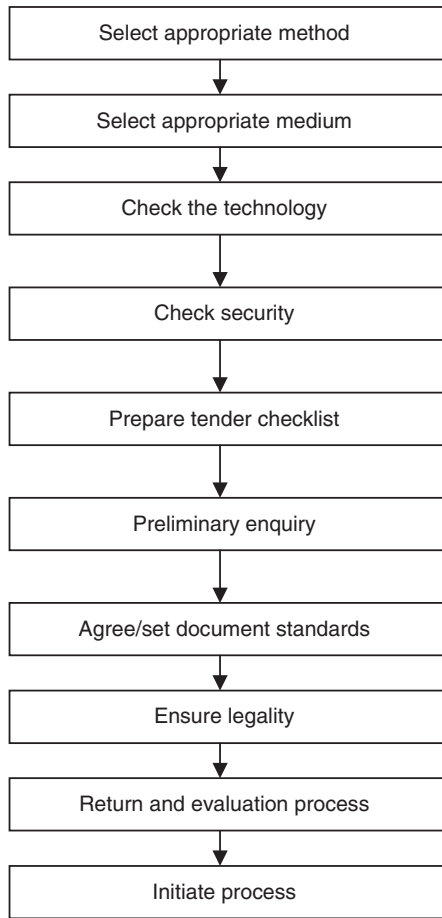 Select appropriate method
Select appropriate medium
Check the technology
Check security
Prepare tender checklist
Preliminary enquiry
Agree/set document standards
Ensure legality
Return and evaluation process
Initiate process